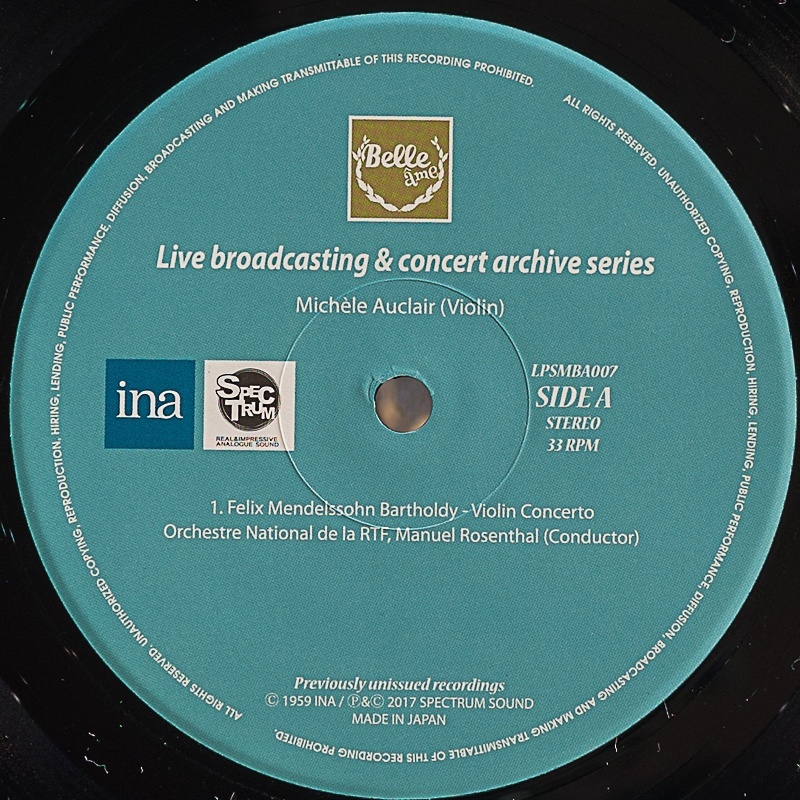 ALL RIGHTS RESERVED. UNAUTHORIZED COPYING, REPRODUCTION, HIRING, LENDING, PUBLIC PERFORMANCE, DIFFUSION, BROADCASTING AND MAKING TRANSMITTABLE OF THIS RECORDING PROHIBITED.
ALL RIGHTS RESERVED. UNAUTHORIZED COPYING, REPRODUCTION, HIRING, LENDING, PUBLIC PERFORMANCE, DIFFUSION, BROADCASTING AND MAKING TRANSMITTABLE OF THIS RECORDING PROHIBITED.
Belle
âme
Live broadcasting & concert archive series
Michèle Auclair (Violin)
ina
SPEC
TRUM
REAL&IMPRESSIVE
ANALOGUE SOUND
LPSMBA007
SIDE A
STEREO
33 RPM
1. Felix Mendelssohn Bartholdy - Violin Concerto
Orchestre National de la RTF, Manuel Rosenthal (Conductor)
Previously unissued recordings
© 1959 INA / ℗&© 2017 SPECTRUM SOUND
MADE IN JAPAN